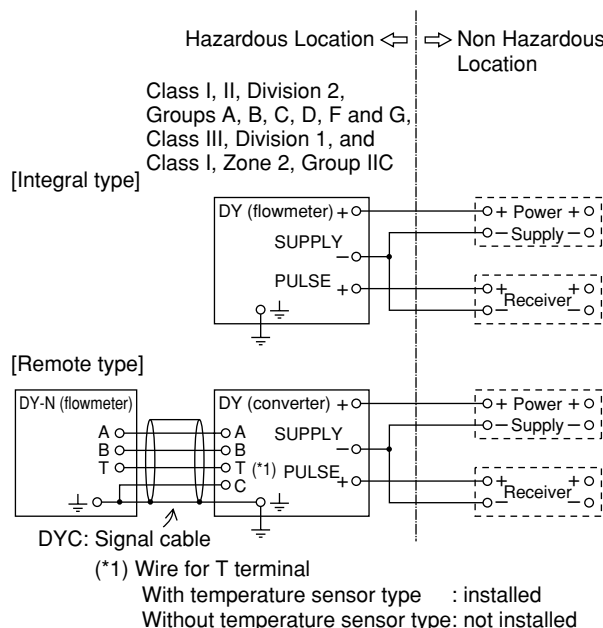 Hazardous Location Non Hazardous
Location
Class I, II, Division 2,
Groups A, B, C, D, F and G,
Class III, Division 1, and
Class I, Zone 2, Group IIC
[Integral type]
DY (flowmeter) + + Power +
SUPPLY - Supply -
-
PULSE + + Receiver +
- -
[Remote type]
DY-N (flowmeter) DY (converter) + + Power +
A A SUPPLY - Supply -
B B -
T T (*1) PULSE + + Receiver +
C - -
DYC: Signal cable
(*1) Wire for T terminal
With temperature sensor type : installed
Without temperature sensor type: not installed